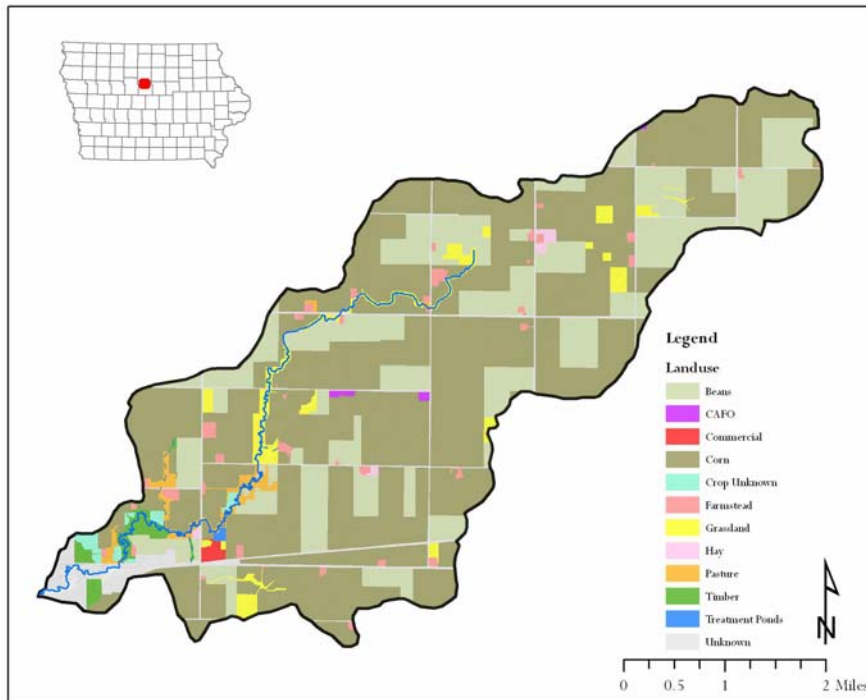 Legend
Landuse
Beans
CAFO
Commercial
Corn
Crop Unknown
Farmstead
Grassland
Hay
Pasture
Timber
Treatment Ponds
Unknown
N
0 0.5 1 2 Miles